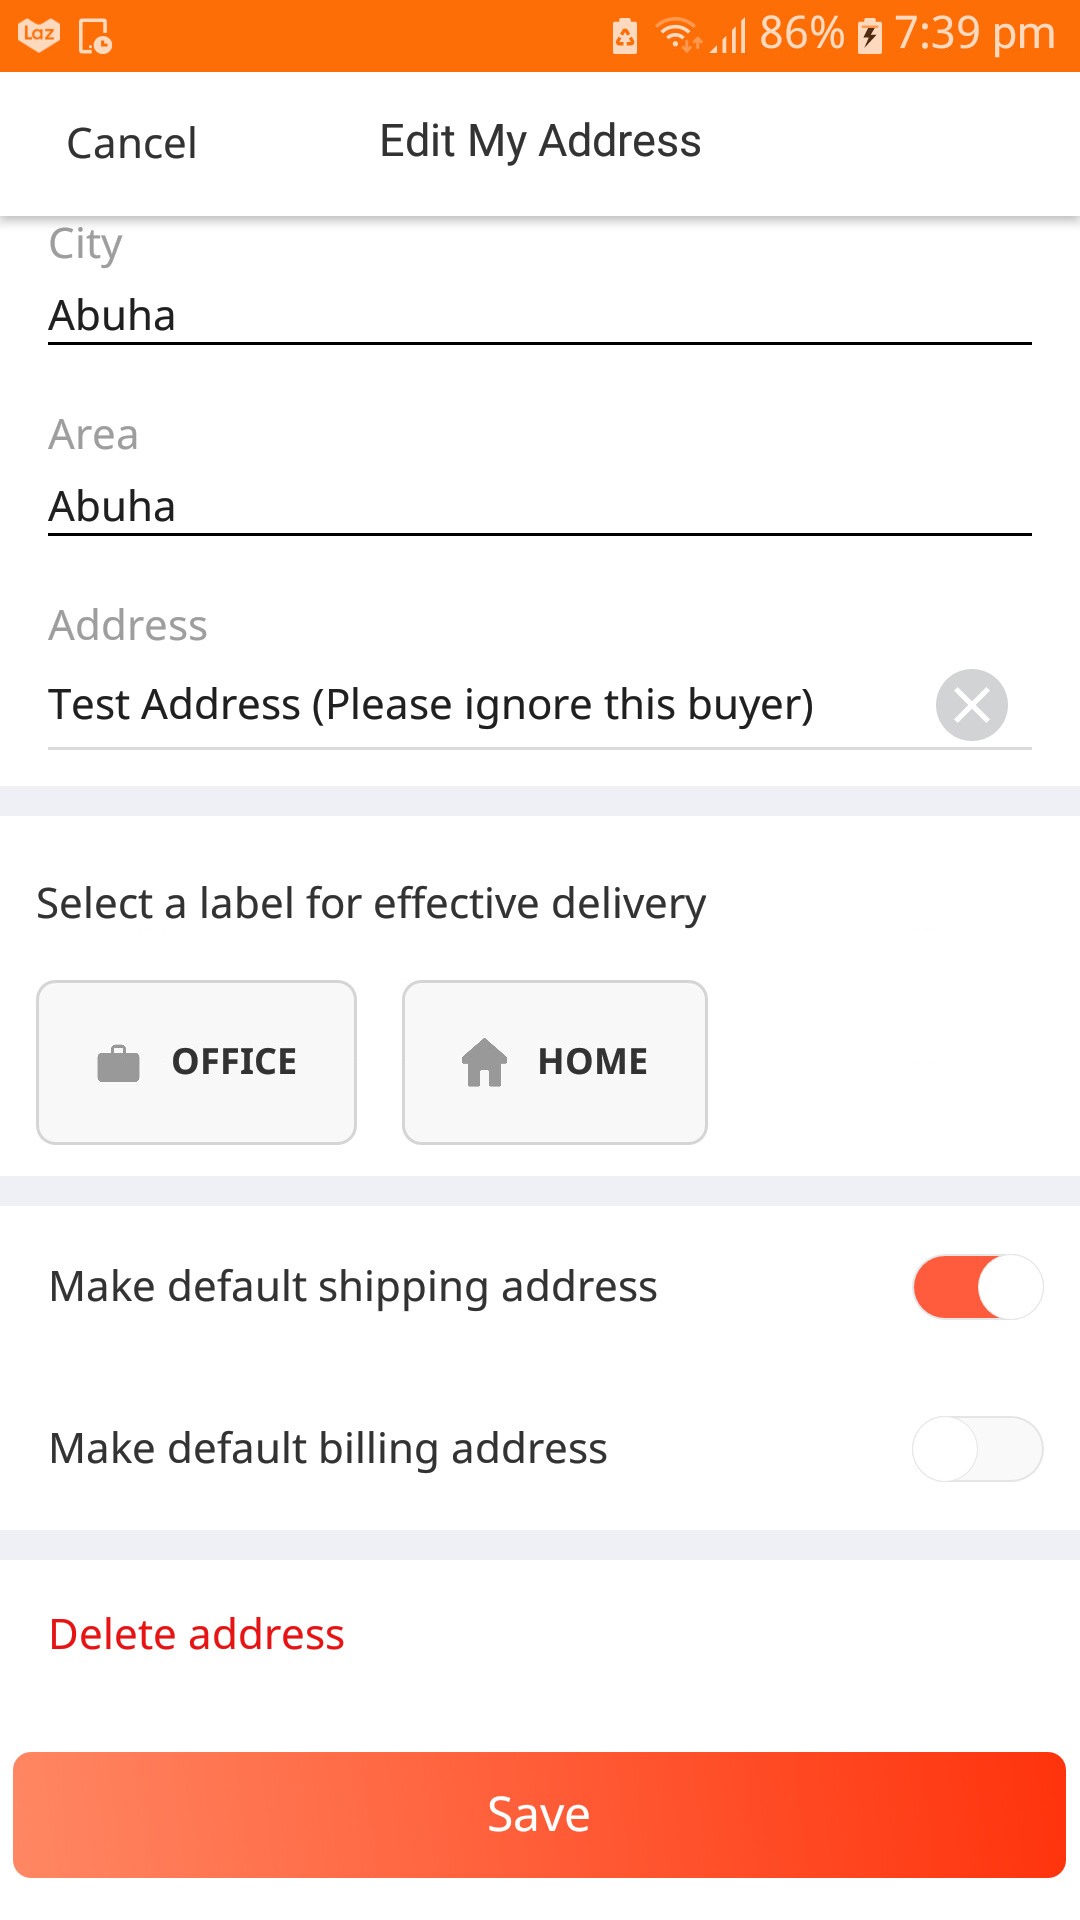 Laz 86% 7:39 pm
Cancel Edit My Address
City
Abuha
Area
Abuha
Address
Test Address (Please ignore this buyer)
Select a label for effective delivery
OFFICE HOME
Make default shipping address
Make default billing address
Delete address
Save